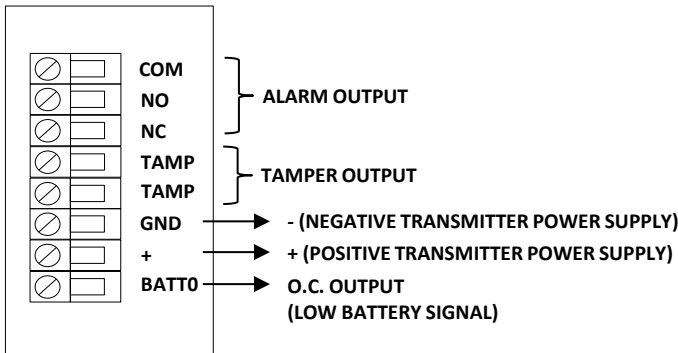 COM
NO
ALARM OUTPUT
NC
TAMP
TAMPER OUTPUT
TAMP
GND - (NEGATIVE TRANSMITTER POWER SUPPLY)
+ + (POSITIVE TRANSMITTER POWER SUPPLY)
BATT0 O.C. OUTPUT
(LOW BATTERY SIGNAL)